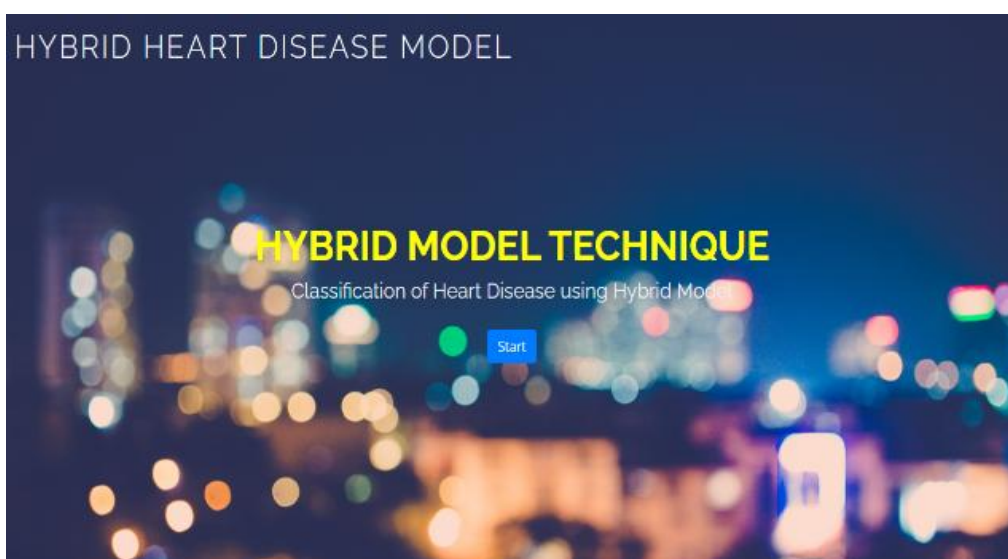 HYBRID HEART DISEASE MODEL
HYBRID MODEL TECHNIQUE
Classification of Heart Disease using Hybrid Model
Start